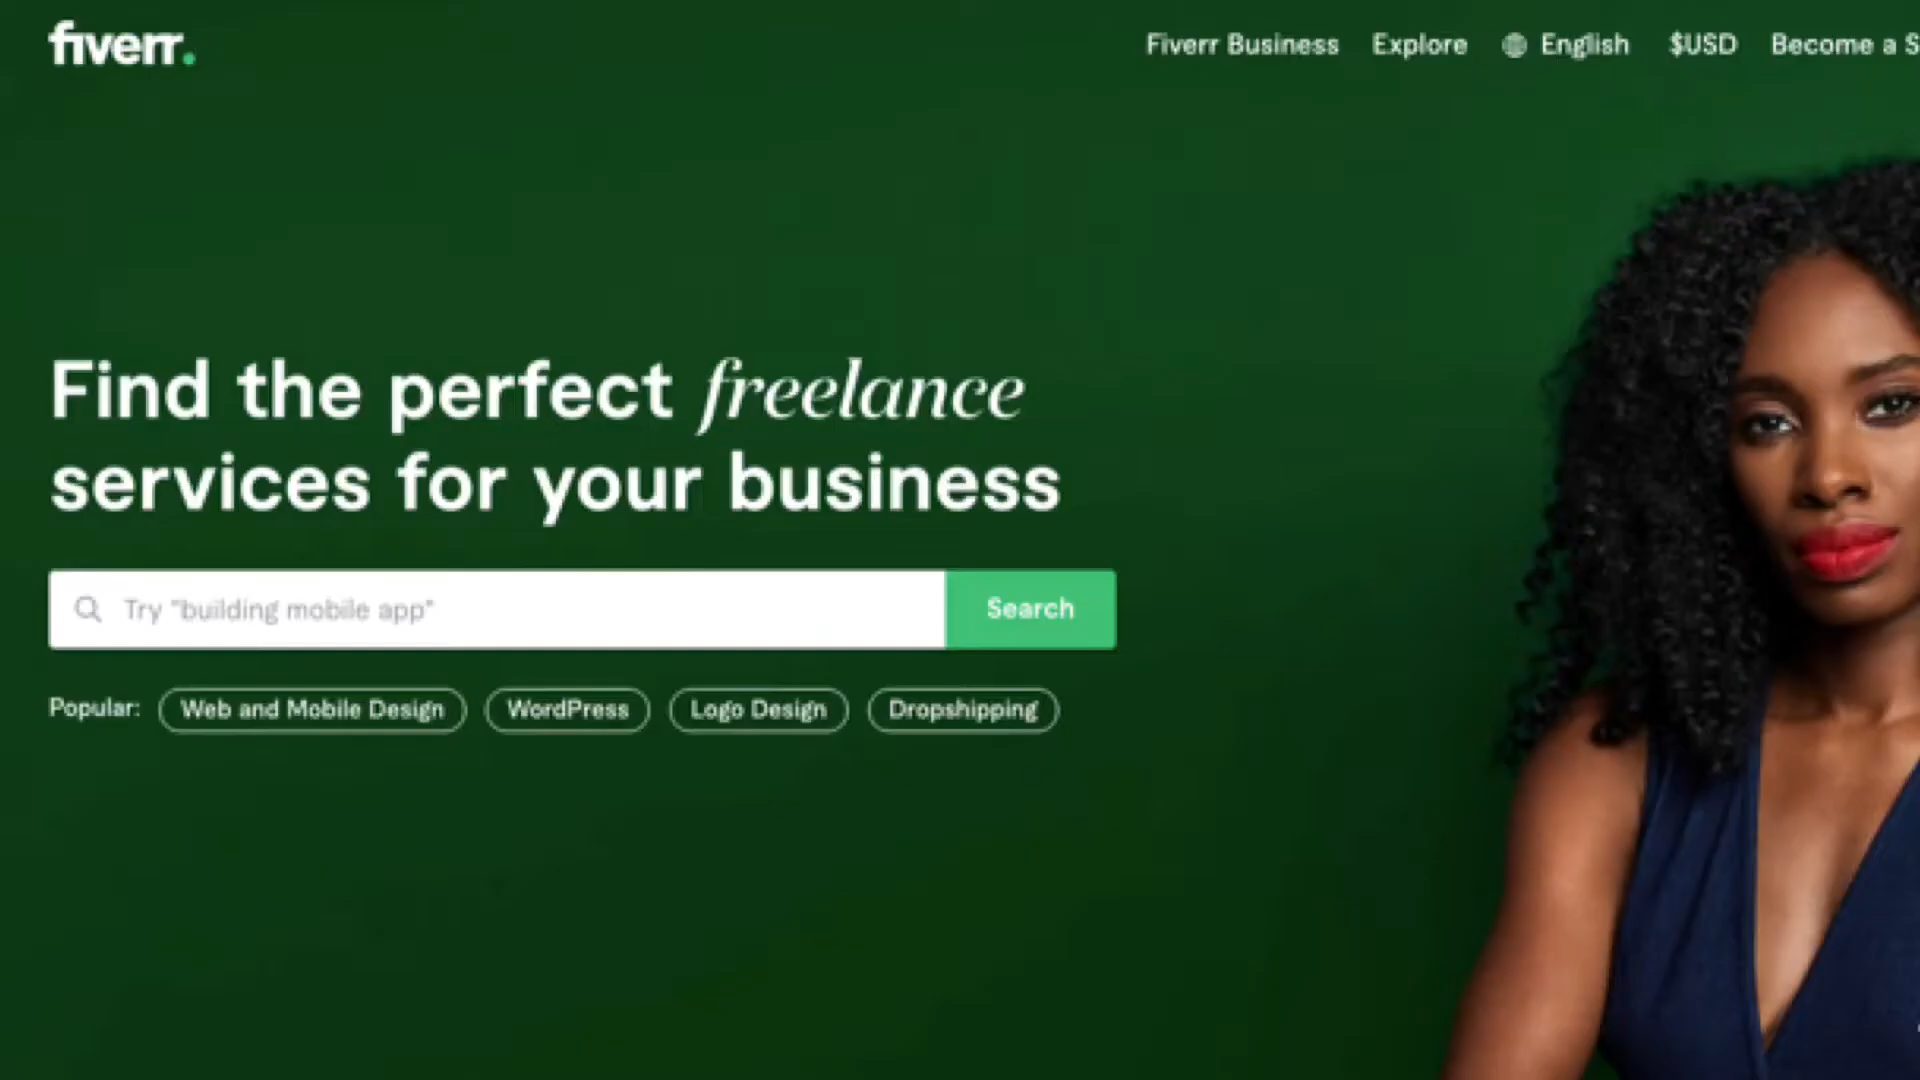 fiverr.
Fiverr Business Explore English $USD Become a S
Find the perfect freelance
services for your business
Try "building mobile app"
Search
Popular: Web and Mobile Design WordPress Logo Design Dropshipping